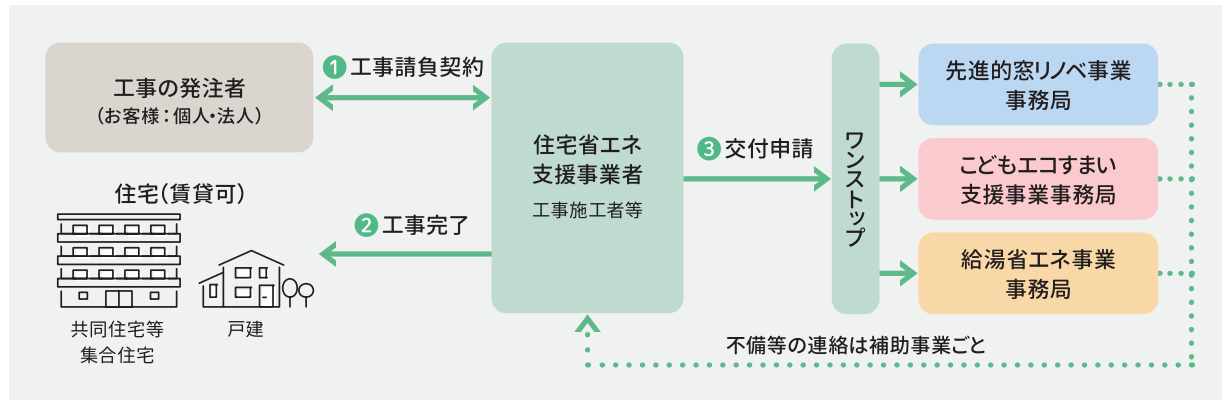 工事の発注者
（お客様：個人・法人）
❶工事請負契約
住宅（賃貸可）
共同住宅等
集合住宅
戸建
❷工事完了
住宅省エネ
支援事業者
工事施工者等
❸交付申請
ワンストップ
先進的窓リノベ事業
事務局
こどもエコすまい
支援事業事務局
給湯省エネ事業
事務局
不備等の連絡は補助事業ごと